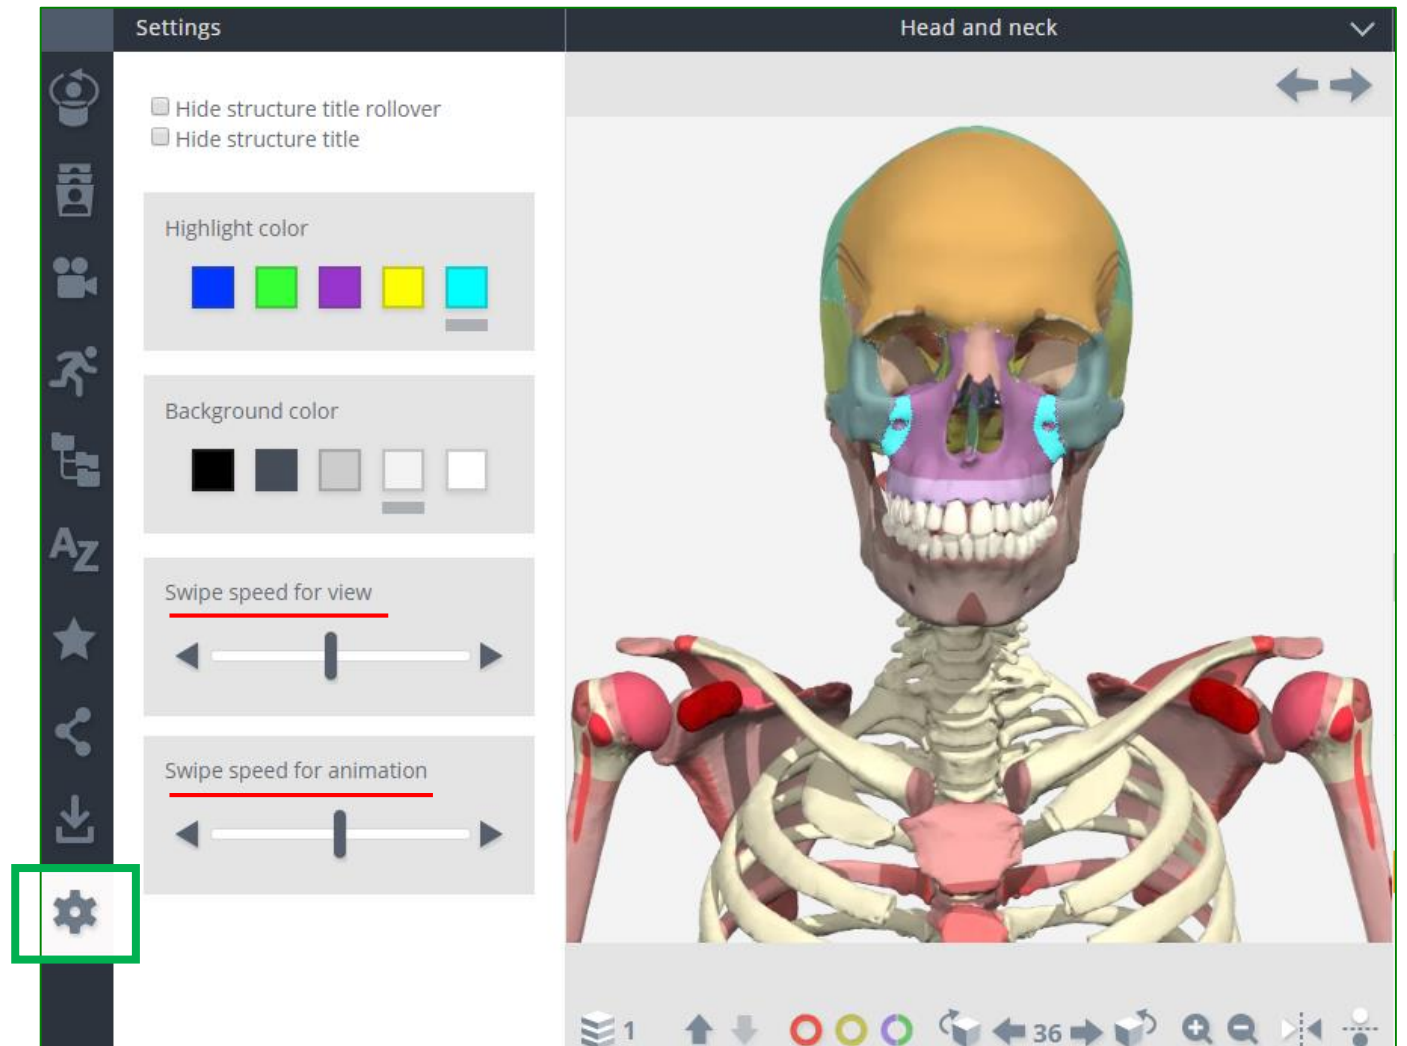 Settings
Head and neck
Hide structure title rollover
Hide structure title
Highlight color
Background color
AZ
Swipe speed for view
Swipe speed for animation
1
36